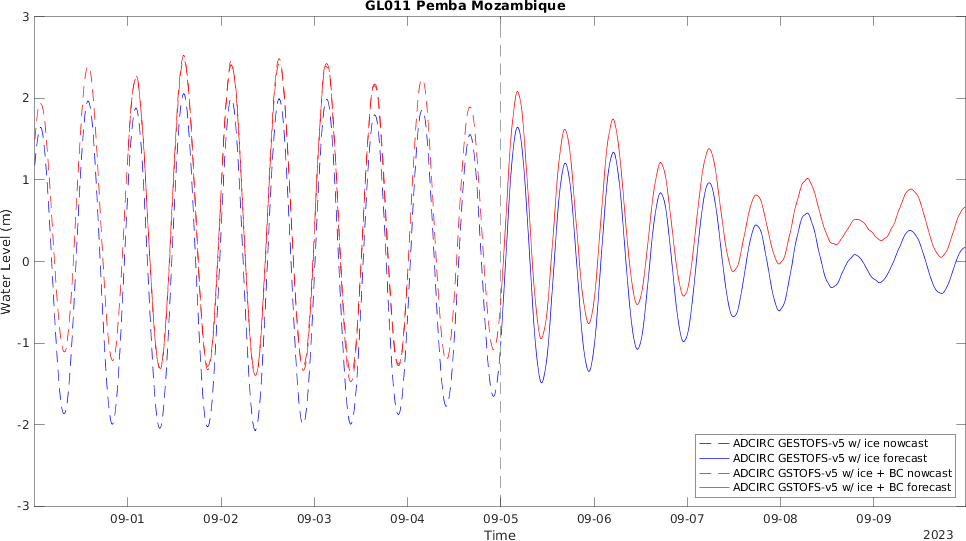 GL011 Pemba Mozambique
3
2
1
0
-1
-2
-3
Water Level (m)
ADCIRC GESTOFS-v5 w/ ice nowcast
ADCIRC GESTOFS-v5 w/ ice forecast
ADCIRC GSTOFS-v5 w/ ice + BC nowcast
ADCIRC GSTOFS-v5 w/ ice + BC forecast
09-01 09-02 09-03 09-04 09-05 09-06 09-07 09-08 09-09
Time
2023